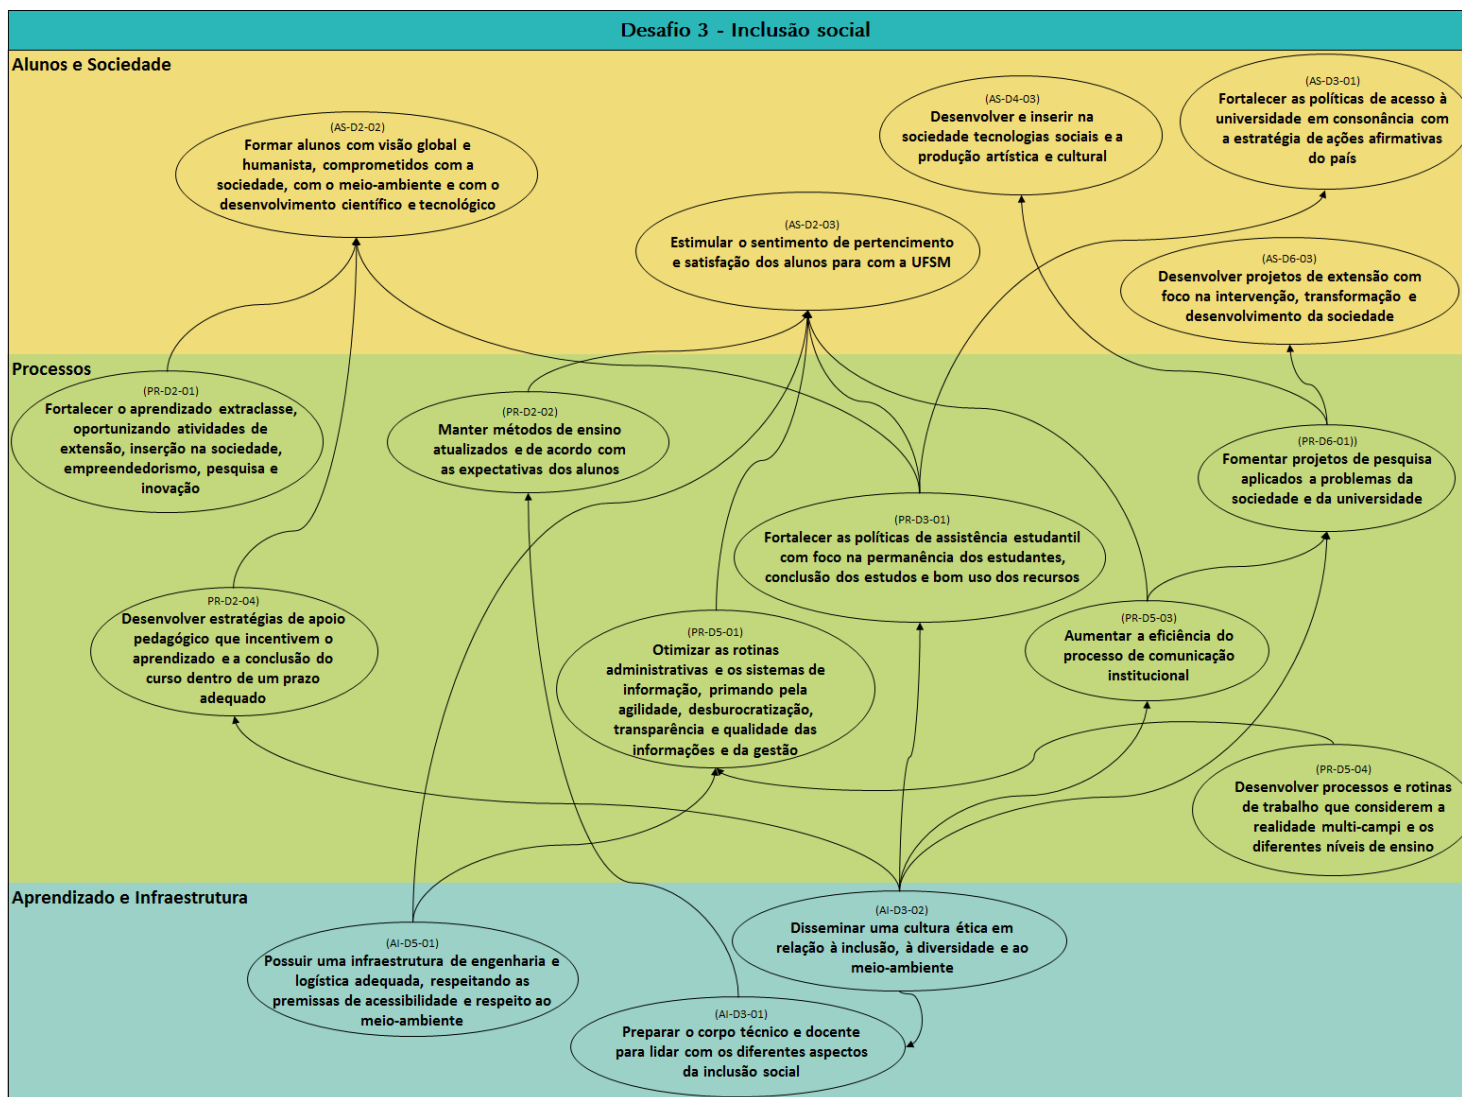 Desafio 3 - Inclusão social
Alunos e Sociedade
(AS-D2-02)
Formar alunos com visão global e
humanista, comprometidos com a
sociedade, com o meio-ambiente e com o
desenvolvimento científico e tecnológico
(AS-D2-03)
Estimular o sentimento de pertencimento
e satisfação dos alunos para com a UFSM
(AS-D4-03)
Desenvolver e inserir na
sociedade tecnologias sociais e a
produção artística e cultural
(AS-D3-01)
Fortalecer as políticas de acesso à
universidade em consonância com
a estratégia de ações afirmativas
do país
(AS-D6-03)
Desenvolver projetos de extensão com
foco na intervenção, transformação e
desenvolvimento da sociedade
Processos
(PR-D2-01)
Fortalecer o aprendizado extraclasse,
oportunizando atividades de
extensão, inserção na sociedade,
empreendedorismo, pesquisa e
inovação
(PR-D2-02)
Manter métodos de ensino
atualizados e de acordo com
as expectativas dos alunos
(PR-D6-01))
Fomentar projetos de pesquisa
aplicados a problemas da
sociedade e da universidade
(PR-D3-01)
Fortalecer as políticas de assistência estudantil
com foco na permanência dos estudantes,
conclusão dos estudos e bom uso dos recursos
PR-D2-04)
Desenvolver estratégias de apoio
pedagógico que incentivem o
aprendizado e a conclusão do
curso dentro de um prazo
adequado
(PR-D5-01)
Otimizar as rotinas
administrativas e os sistemas de
informação, primando pela
agilidade, desburocratização,
transparência e qualidade das
informações e da gestão
(PR-D5-03)
Aumentar a eficiência do
processo de comunicação
institucional
(PR-D5-04)
Desenvolver processos e rotinas
de trabalho que considerem a
realidade multi-campi e os
diferentes níveis de ensino
Aprendizado e Infraestrutura
(AI-D5-01)
Possuir uma infraestrutura de engenharia e
logística adequada, respeitando as
premissas de acessibilidade e respeito ao
meio-ambiente
(AI-D3-02)
Disseminar uma cultura ética em
relação à inclusão, à diversidade e ao
meio-ambiente
(AI-D3-01)
Preparar o corpo técnico e docente
para lidar com os diferentes aspectos
da inclusão social